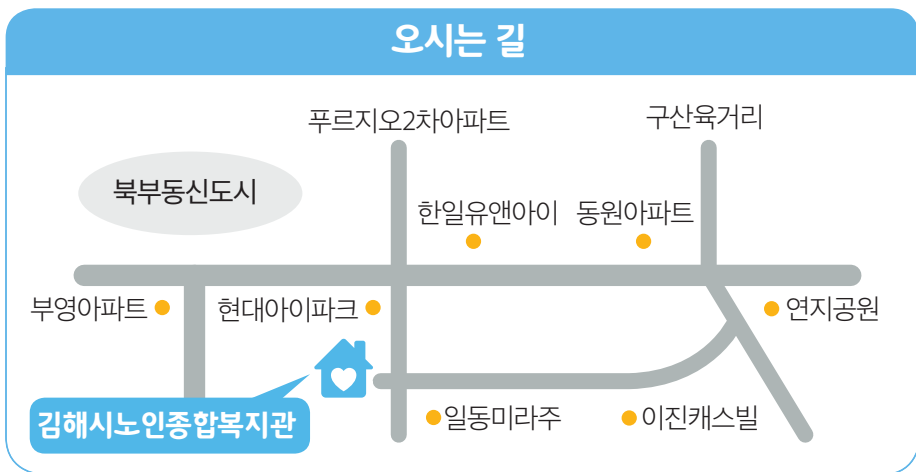 오시는 길
푸르지오2차아파트
구산육거리
북부동신도시
한일유앤아이
동원아파트
부영아파트
현대아이파크
연지공원
김해시노인종합복지관
일동미라주
이진캐스빌